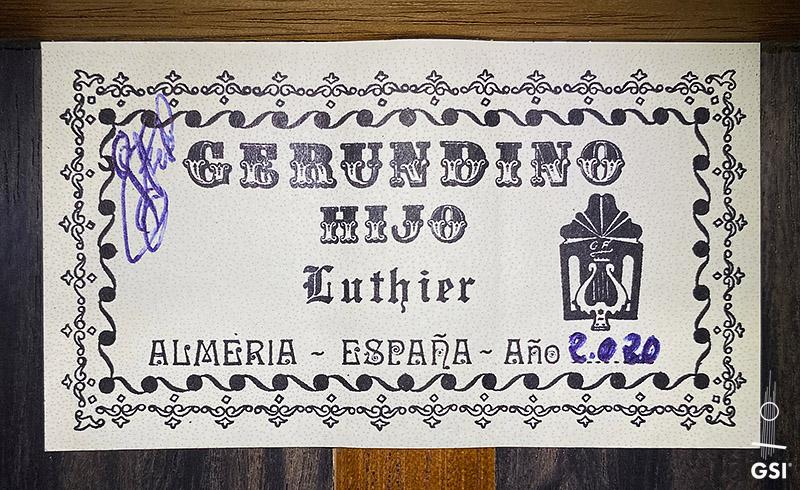 GERUNDINO
HIJO
Luthier
G.F.
ALMERIA - ESPAÑA - Año 2.020
GSI